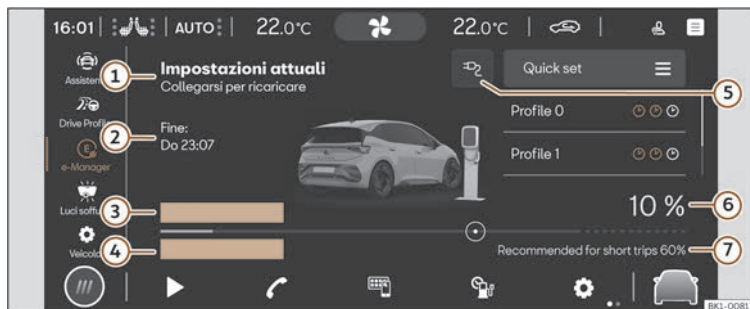 16:01 AUTO 22.0°C 22.0°C
Assistenti
Impostazioni attuali
Collegarsi per ricaricare
Quick set
1
5
Drive Profile
Profile 0
2
Fine:
Do 23:07
e-Manager
Profile 1
Luci soffu
3
10 %
6
Veicolo
4
Recommended for short trips 60%
7
BK1-0081